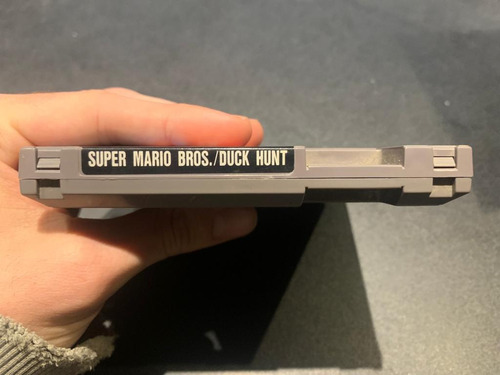 SUPER MARIO BROS./DUCK HUNT